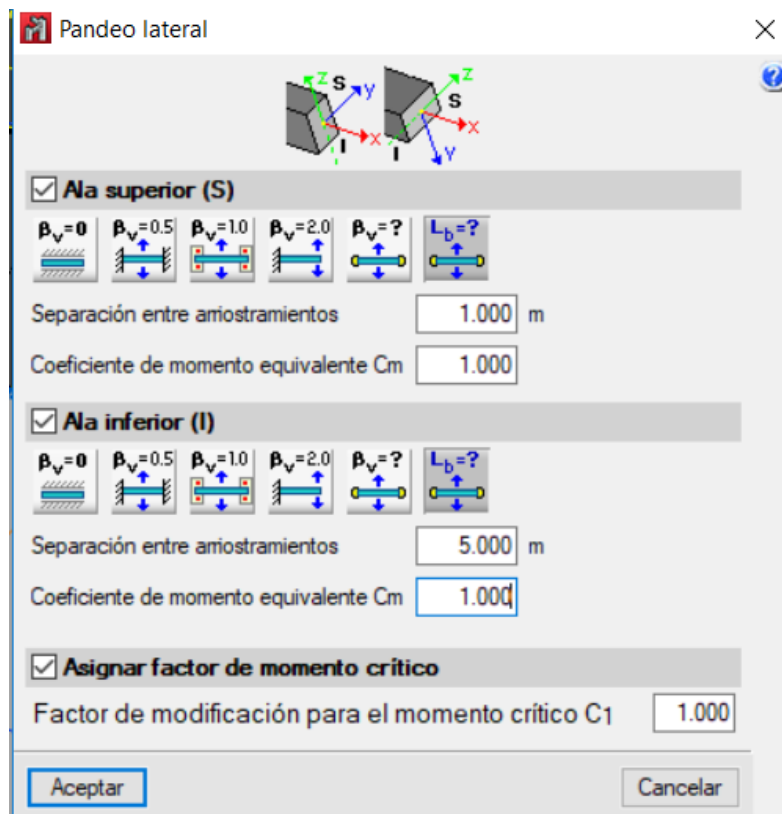 Pandeo lateral
Z S Y X I Z S X I Y
Ala superior (S)
βv=0 βv=0.5 βv=1.0 βv=2.0 βv=? Lb=?
Separación entre arriostramientos 1.000 m
Coeficiente de momento equivalente Cm 1.000
Ala inferior (I)
βv=0 βv=0.5 βv=1.0 βv=2.0 βv=? Lb=?
Separación entre arriostramientos 5.000 m
Coeficiente de momento equivalente Cm 1.000
Asignar factor de momento crítico
Factor de modificación para el momento crítico C1 1.000
Aceptar Cancelar